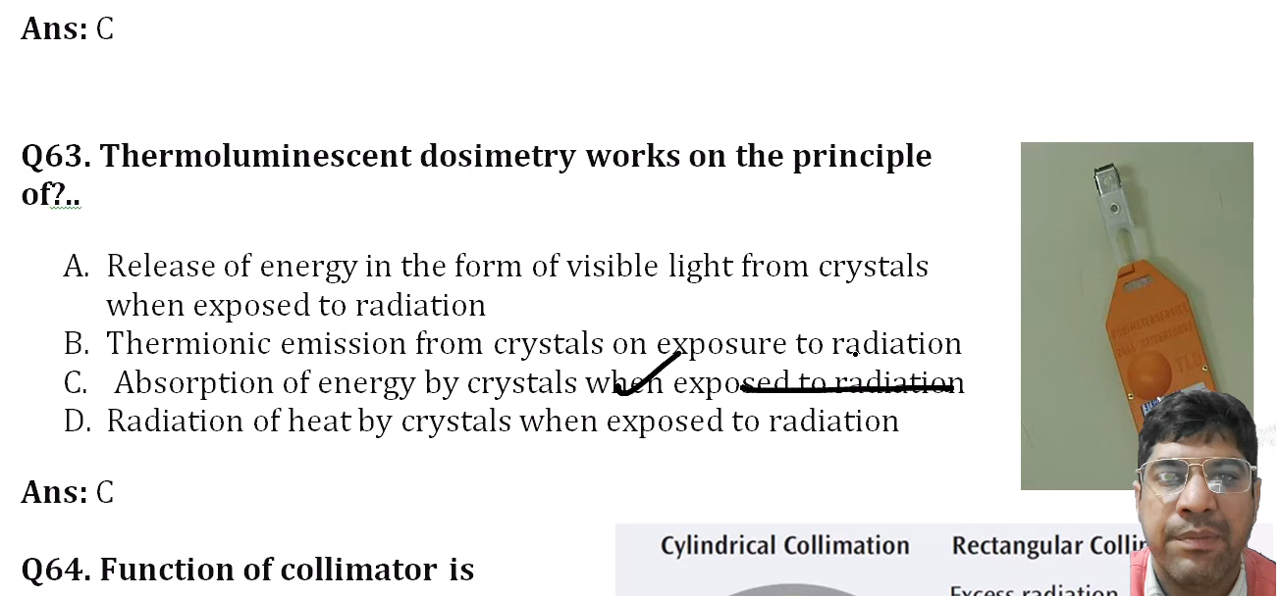 Ans: C
Q63. Thermoluminescent dosimetry works on the principle
of?..
A. Release of energy in the form of visible light from crystals
when exposed to radiation
B. Thermionic emission from crystals on exposure to radiation
C. Absorption of energy by crystals when exposed to radiation
D. Radiation of heat by crystals when exposed to radiation
Ans: C
Q64. Function of collimator is
Cylindrical Collimation
Rectangular
Excess radiation